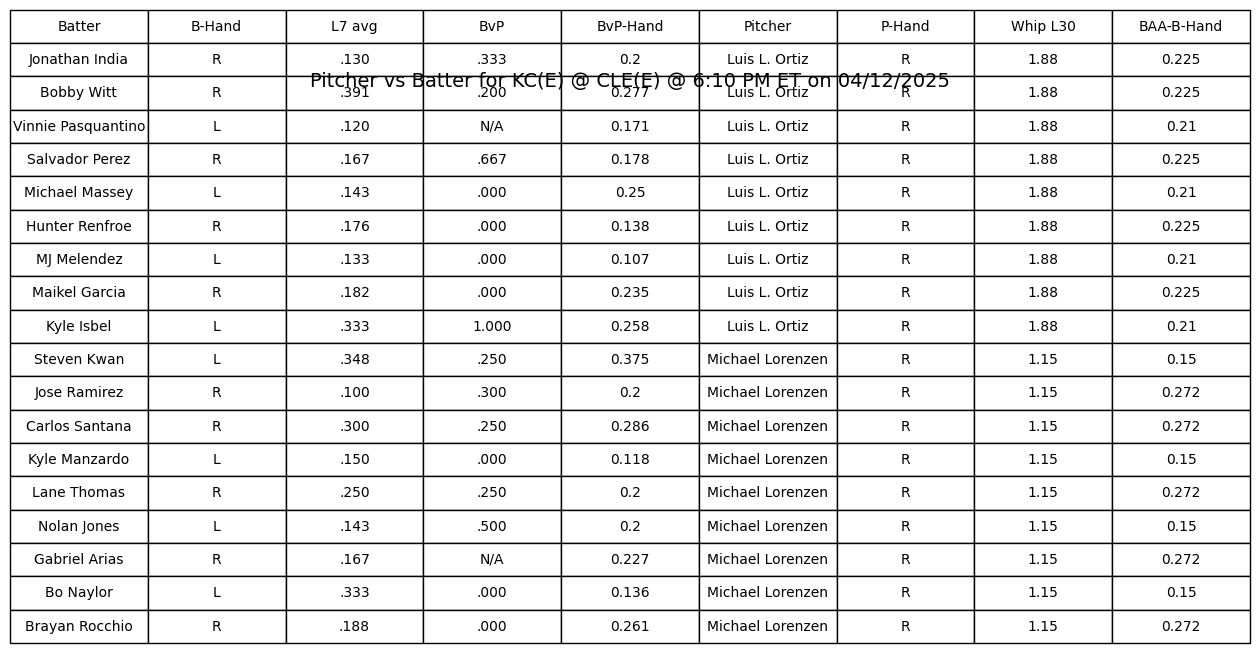 Batter B-Hand L7 avg BvP BvP-Hand Pitcher P-Hand Whip L30 BAA-B-Hand
Jonathan India R .130 .333 0.2 Luis L. Ortiz R 1.88 0.225
Pitcher vs Batter for KC(E) @ CLE(E) @ 6:10 PM ET on 04/12/2025
Bobby Witt R .391 .200 0.277 Luis L. Ortiz R 1.88 0.225
Vinnie Pasquantino L .120 N/A 0.171 Luis L. Ortiz R 1.88 0.21
Salvador Perez R .167 .667 0.178 Luis L. Ortiz R 1.88 0.225
Michael Massey L .143 .000 0.25 Luis L. Ortiz R 1.88 0.21
Hunter Renfroe R .176 .000 0.138 Luis L. Ortiz R 1.88 0.225
MJ Melendez L .133 .000 0.107 Luis L. Ortiz R 1.88 0.21
Maikel Garcia R .182 .000 0.235 Luis L. Ortiz R 1.88 0.225
Kyle Isbel L .333 1.000 0.258 Luis L. Ortiz R 1.88 0.21
Steven Kwan L .348 .250 0.375 Michael Lorenzen R 1.15 0.15
Jose Ramirez R .100 .300 0.2 Michael Lorenzen R 1.15 0.272
Carlos Santana R .300 .250 0.286 Michael Lorenzen R 1.15 0.272
Kyle Manzardo L .150 .000 0.118 Michael Lorenzen R 1.15 0.15
Lane Thomas R .250 .250 0.2 Michael Lorenzen R 1.15 0.272
Nolan Jones L .143 .500 0.2 Michael Lorenzen R 1.15 0.15
Gabriel Arias R .167 N/A 0.227 Michael Lorenzen R 1.15 0.272
Bo Naylor L .333 .000 0.136 Michael Lorenzen R 1.15 0.15
Brayan Rocchio R .188 .000 0.261 Michael Lorenzen R 1.15 0.272